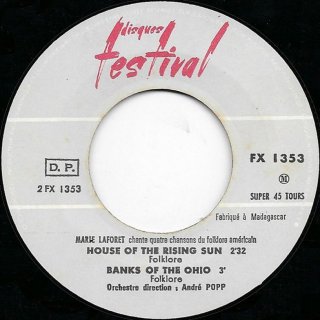 disques
festival
D. P.
2 FX 1353
FX 1353
M
SUPER 45 TOURS
Fabriqué à Madagascar
MARIE LAFORET chante quatre chansons du folklore américain
HOUSE OF THE RISING SUN 2'32
Folklore
BANKS OF THE OHIO 3'
Folklore
Orchestre direction : André POPP